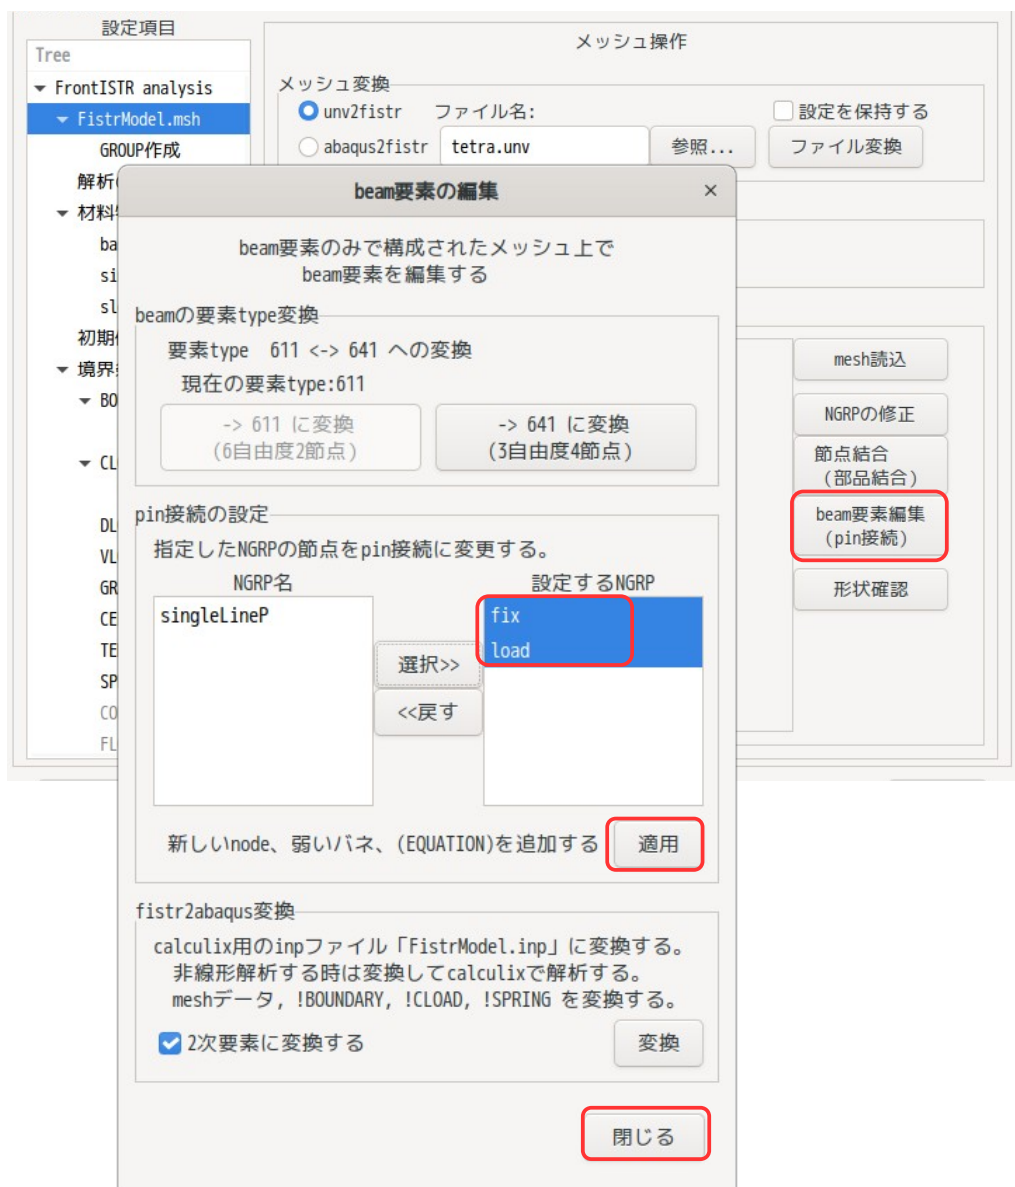 設定項目
Tree
FrontISTR analysis
FistrModel.msh
GROUP作成
解析
材料
ba
si
sl
初期
境界
BO
CL
DL
VL
GR
CE
TE
SP
CO
FL
メッシュ操作
メッシュ変換
unv2fistr ファイル名: 設定を保持する
abaqus2fistr tetra.unv 参照... ファイル変換
mesh読込
NGRPの修正
節点結合
(部品結合)
beam要素編集
(pin接続)
形状確認
beam要素の編集 ×
beam要素のみで構成されたメッシュ上で
beam要素を編集する
beamの要素type変換
要素type 611 <-> 641 への変換
現在の要素type:611
-> 611 に変換
(6自由度2節点)
-> 641 に変換
(3自由度4節点)
pin接続の設定
指定したNGRPの節点をpin接続に変更する。
NGRP名 設定するNGRP
singleLineP
fix
load
選択>>
<<戻す
新しいnode、弱いバネ、(EQUATION)を追加する 適用
fistr2abaqus変換
calculix用のinpファイル「FistrModel.inp」に変換する。
非線形解析する時は変換してcalculixで解析する。
meshデータ, !BOUNDARY, !CLOAD, !SPRING を変換する。
2次要素に変換する 変換
閉じる